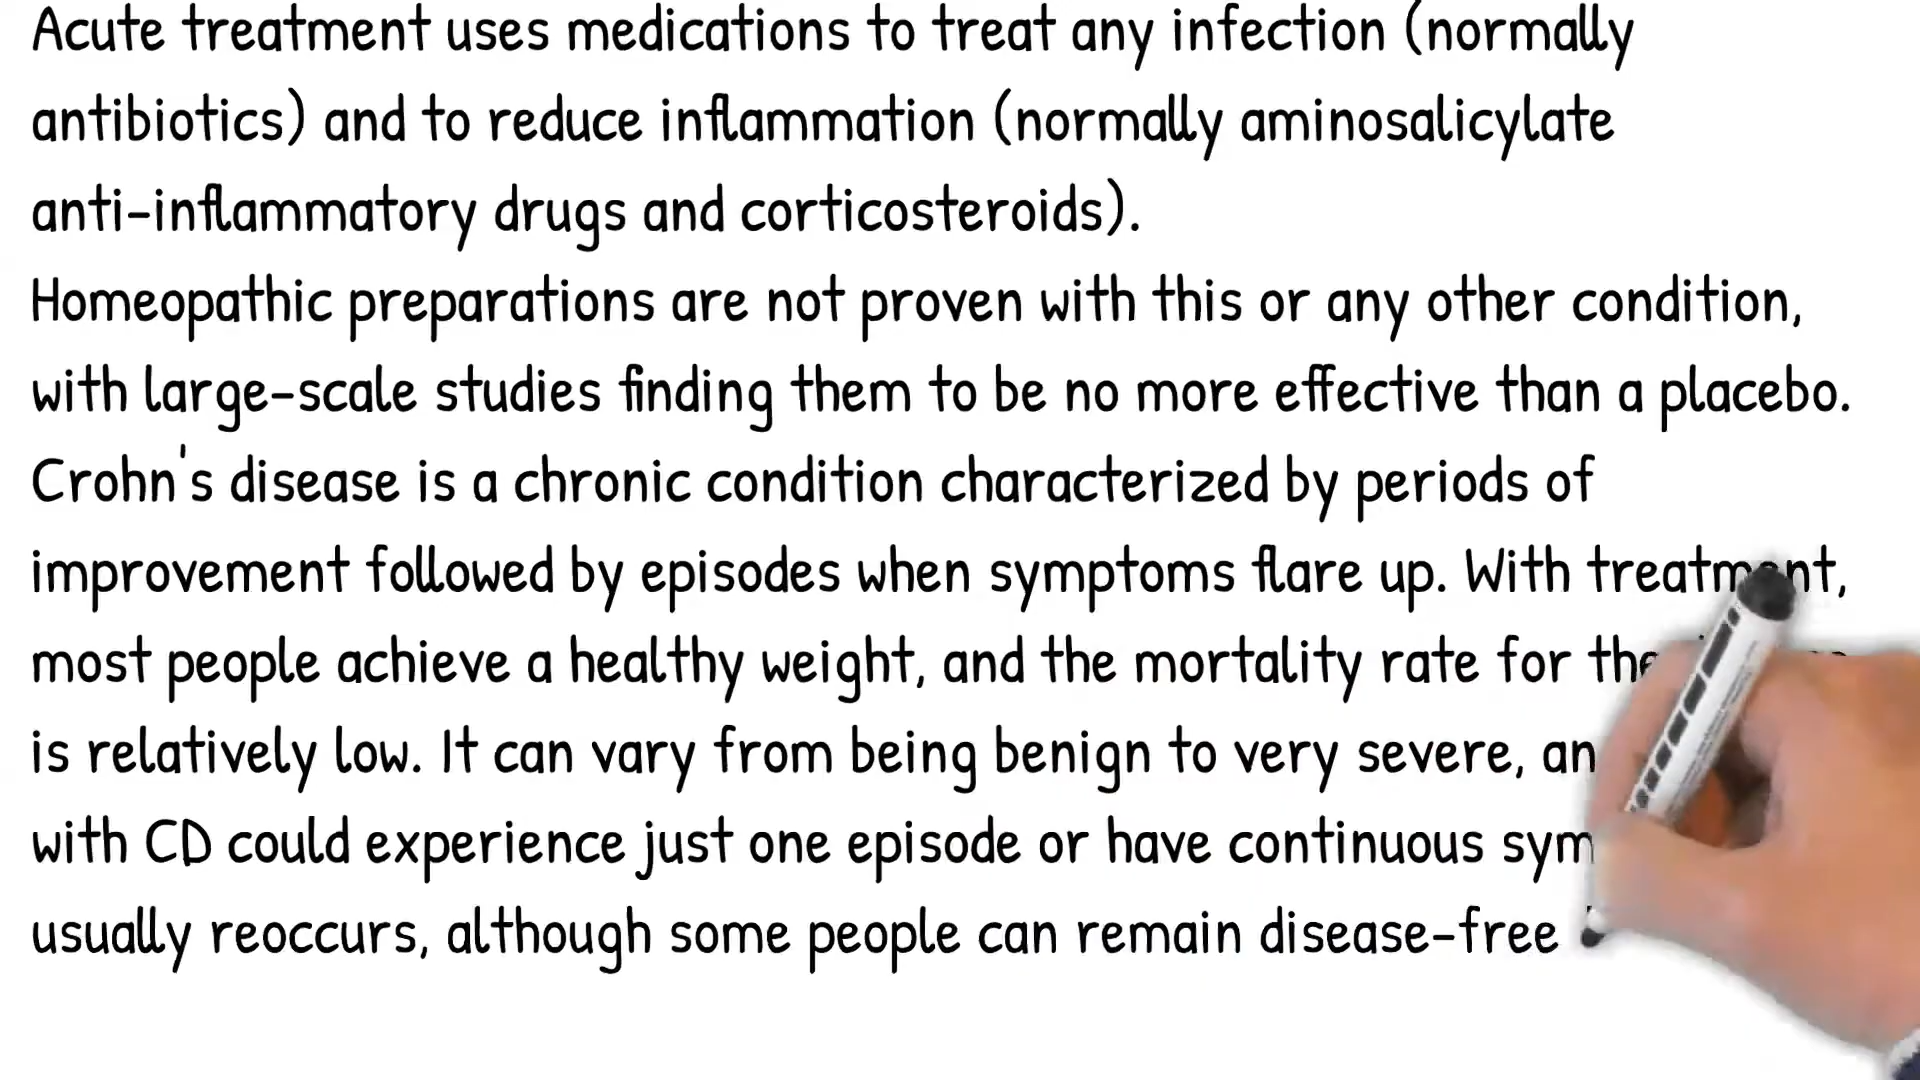 Acute treatment uses medications to treat any infection (normally
antibiotics) and to reduce inflammation (normally aminosalicylate
anti-inflammatory drugs and corticosteroids).
Homeopathic preparations are not proven with this or any other condition,
with large-scale studies finding them to be no more effective than a placebo.
Crohn's disease is a chronic condition characterized by periods of
improvement followed by episodes when symptoms flare up. With treatment,
most people achieve a healthy weight, and the mortality rate for the
is relatively low. It can vary from being benign to very severe,
with CD could experience just one episode or have continuous
usually reoccurs, although some people can remain disease-free